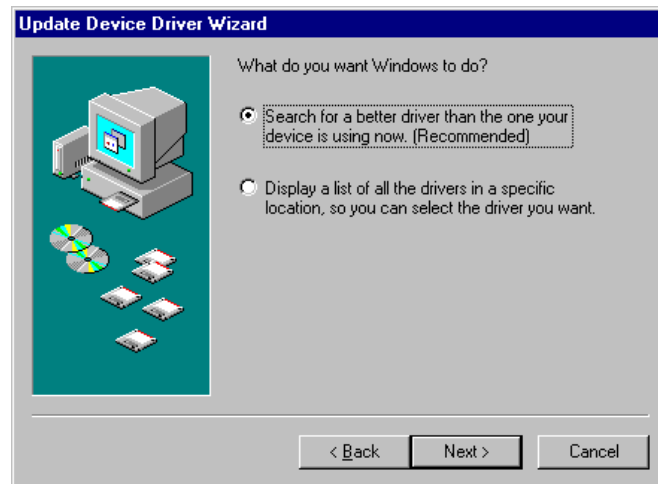 Update Device Driver Wizard
What do you want Windows to do?
Search for a better driver than the one your
device is using now. (Recommended)
Display a list of all the drivers in a specific
location, so you can select the driver you want.
< Back
Next >
Cancel